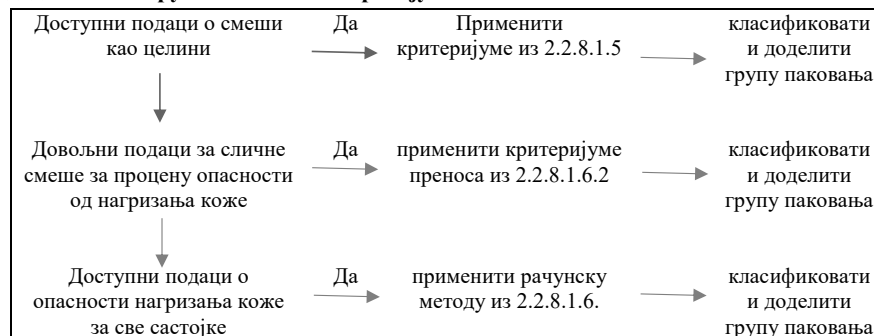 Доступни подаци о смеши
као целини
Да
Применити
критеријуме из 2.2.8.1.5
класификовати
и доделити
групу паковања
Довољни подаци за сличне
смеше за процену опасности
од нагризања коже
Да
применити критеријуме
преноса из 2.2.8.1.6.2
класификовати
и доделити
групу паковања
Доступни подаци о
опасности нагризања коже
за све састојке
Да
применити рачунску
методу из 2.2.8.1.6.
класификовати
и доделити
групу паковања